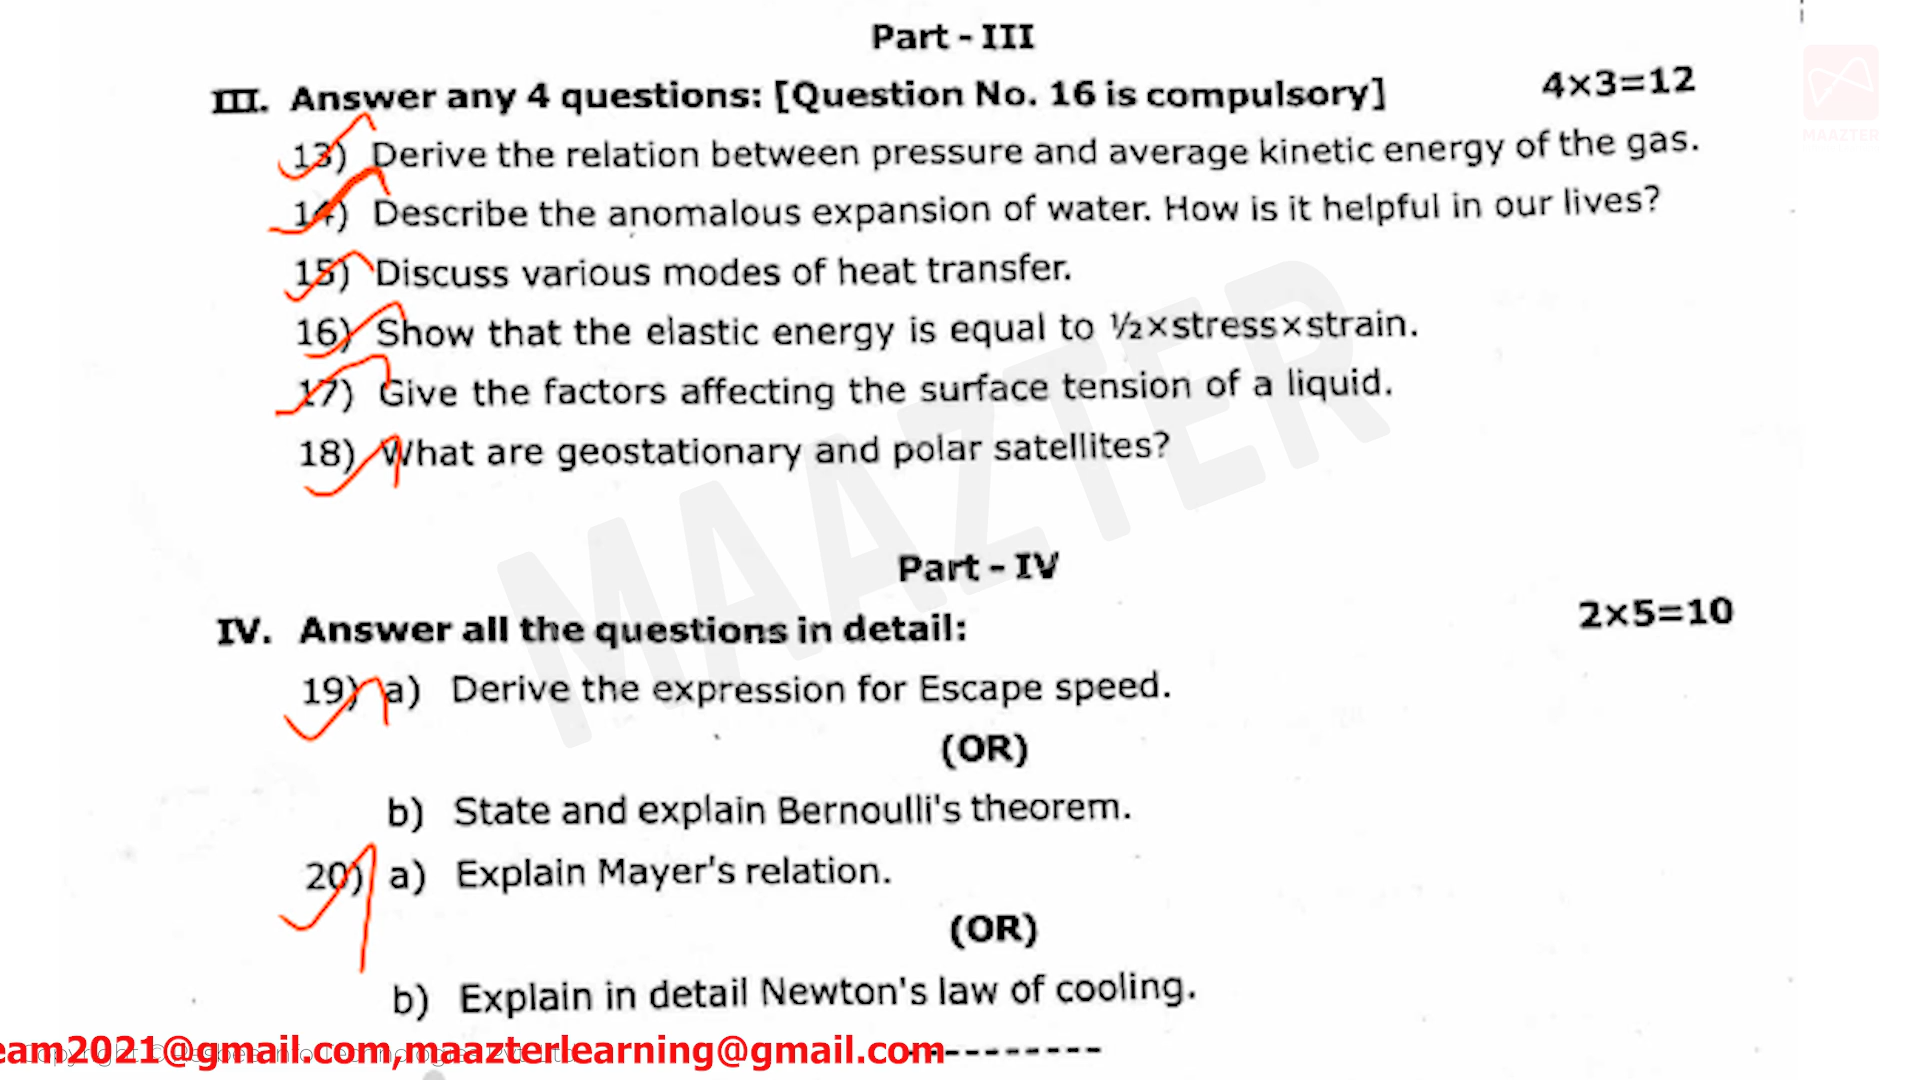 Part - III
III. Answer any 4 questions: [Question No. 16 is compulsory] 4×3=12
MAAZTER
13) Derive the relation between pressure and average kinetic energy of the gas.
14) Describe the anomalous expansion of water. How is it helpful in our lives?
15) Discuss various modes of heat transfer.
16) Show that the elastic energy is equal to ½×stress×strain.
17) Give the factors affecting the surface tension of a liquid.
18) What are geostationary and polar satellites?
MAAZTER
Part - IV
IV. Answer all the questions in detail: 2×5=10
19) a) Derive the expression for Escape speed.
(OR)
b) State and explain Bernoulli's theorem.
20) a) Explain Mayer's relation.
(OR)
b) Explain in detail Newton's law of cooling.
eam2021@gmail.com,maazterlearning@gmail.com
----------